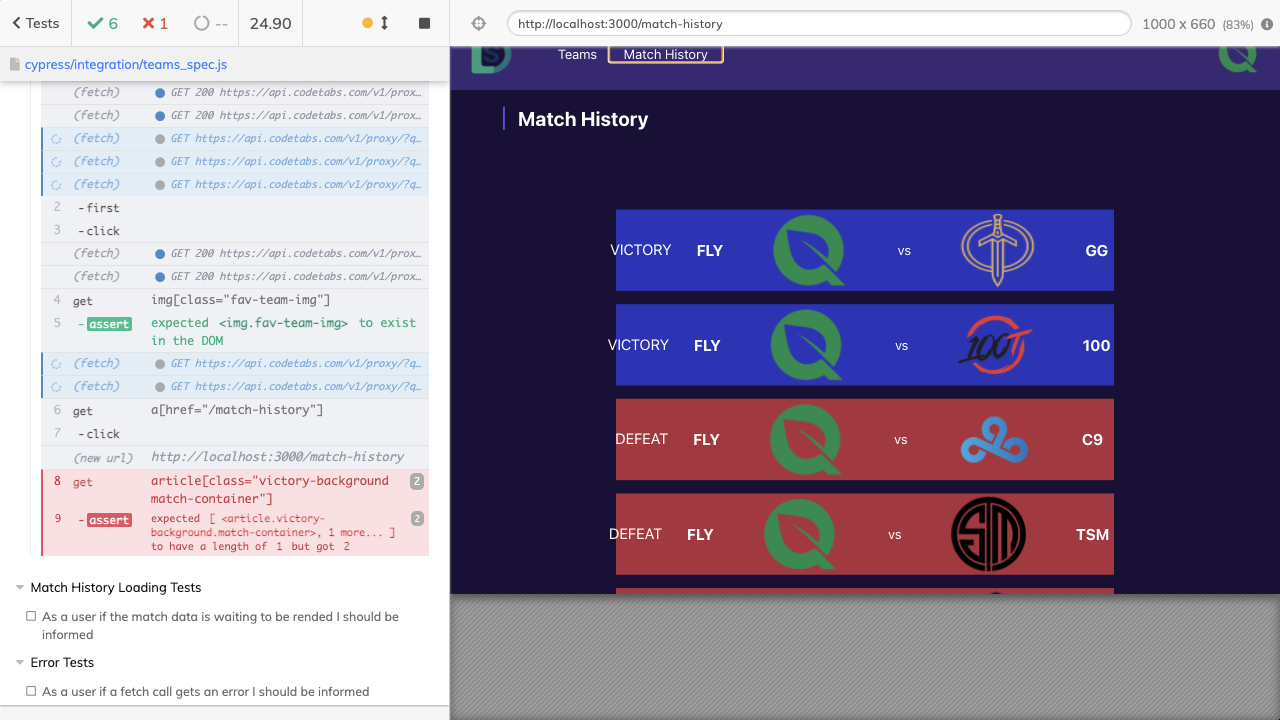 Tests
6
1
--
24.90
http://localhost:3000/match-history
1000 x 660 (83%)
cypress/integration/teams_spec.js
(fetch) GET 200 https://api.codetabs.com/v1/prox…
(fetch) GET 200 https://api.codetabs.com/v1/prox…
(fetch) GET https://api.codetabs.com/v1/proxy/?q…
(fetch) GET https://api.codetabs.com/v1/proxy/?q…
(fetch) GET https://api.codetabs.com/v1/proxy/?q…
2 -first
3 -click
(fetch) GET 200 https://api.codetabs.com/v1/prox…
(fetch) GET 200 https://api.codetabs.com/v1/prox…
4 get img[class="fav-team-img"]
5 -assert expected <img.fav-team-img> to exist
in the DOM
(fetch) GET https://api.codetabs.com/v1/proxy/?q…
(fetch) GET https://api.codetabs.com/v1/proxy/?q…
6 get a[href="/match-history"]
7 -click
(new url) http://localhost:3000/match-history
8 get article[class="victory-background 2
match-container"]
9 -assert expected [ <article.victory- 2
background.match-container>, 1 more... ]
to have a length of 1 but got 2
Match History Loading Tests
As a user if the match data is waiting to be rended I should be
informed
Error Tests
As a user if a fetch call gets an error I should be informed
Teams Match History
Match History
VICTORY FLY vs GG
VICTORY FLY vs 100T 100
DEFEAT FLY vs C9
DEFEAT FLY vs TSM TSM